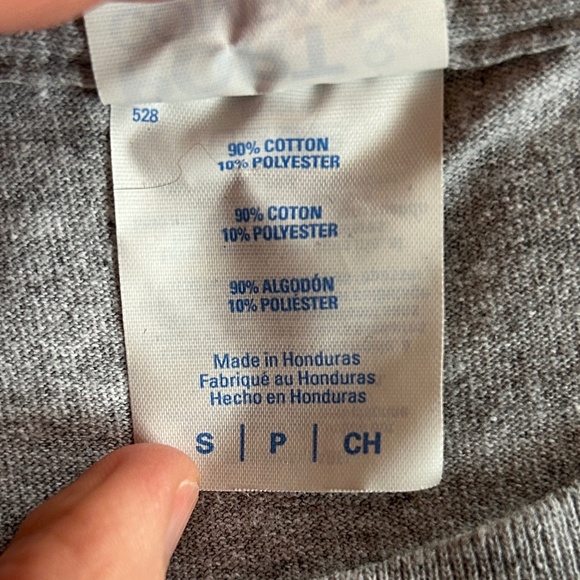 528
90% COTTON
10% POLYESTER
90% COTON
10% POLYESTER
90% ALGODÓN
10% POLIÉSTER
Made in Honduras
Fabriqué au Honduras
Hecho en Honduras
S | P | CH